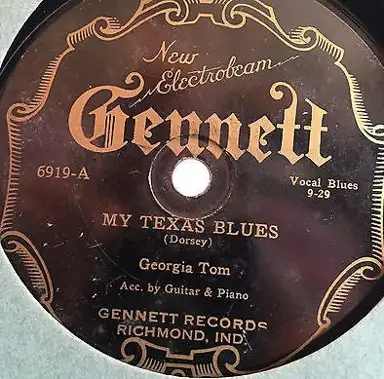 New
Electrobeam
Gennett
6919-A
Vocal Blues
9-29
MY TEXAS BLUES
(Dorsey)
Georgia Tom
Acc. by Guitar & Piano
GENNETT RECORDS
RICHMOND, IND.